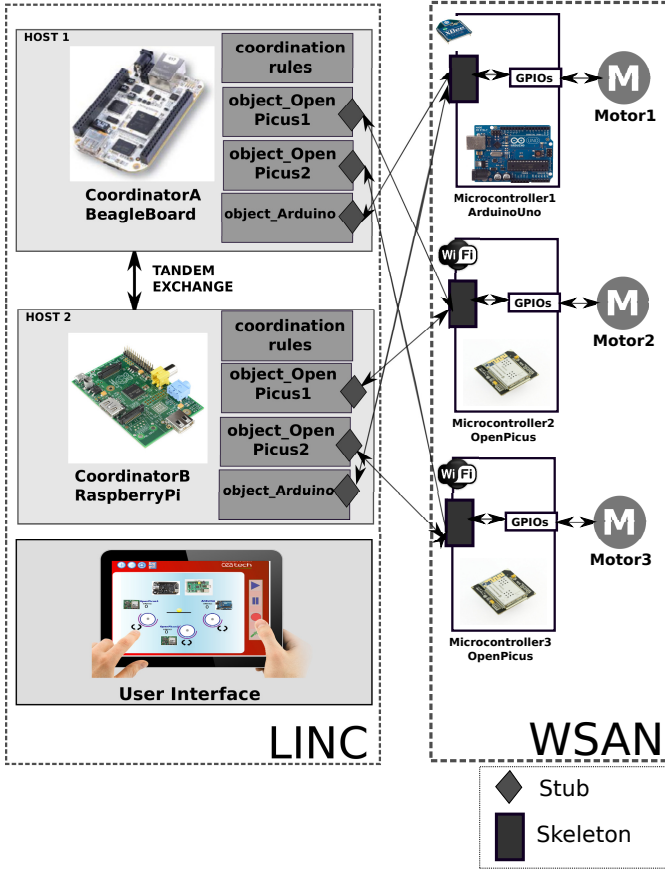 HOST 1
coordination
rules
object_Open
Picus1
object_Open
Picus2
object_Arduino
CoordinatorA
BeagleBoard
TANDEM
EXCHANGE
HOST 2
coordination
rules
object_Open
Picus1
object_Open
Picus2
object_Arduino
CoordinatorB
RaspberryPi
User Interface
LINC
GPIOs
M
Motor1
Microcontroller1
ArduinoUno
Wi Fi
GPIOs
M
Motor2
Microcontroller2
OpenPicus
Wi Fi
GPIOs
M
Motor3
Microcontroller3
OpenPicus
WSAN
Stub
Skeleton